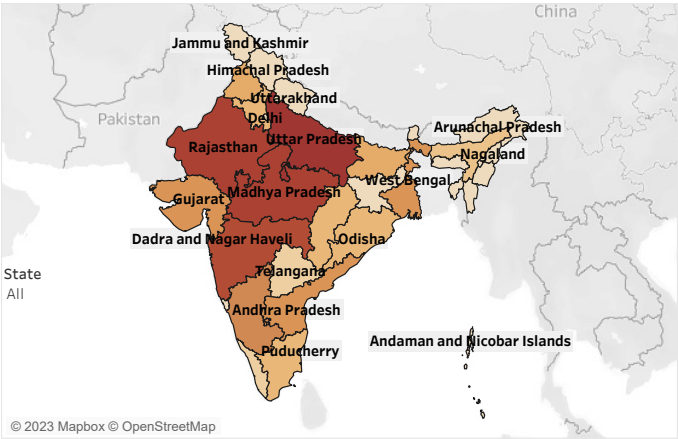 China
Jammu and Kashmir
Himachal Pradesh
Uttarakhand
Pakistan
Delhi
Arunachal Pradesh
Uttar Pradesh
Rajasthan
Nagaland
West Bengal
Madhya Pradesh
Gujarat
Dadra and Nagar Haveli
Odisha
State
Telangana
All
Andhra Pradesh
Andaman and Nicobar Islands
Puducherry
© 2023 Mapbox © OpenStreetMap